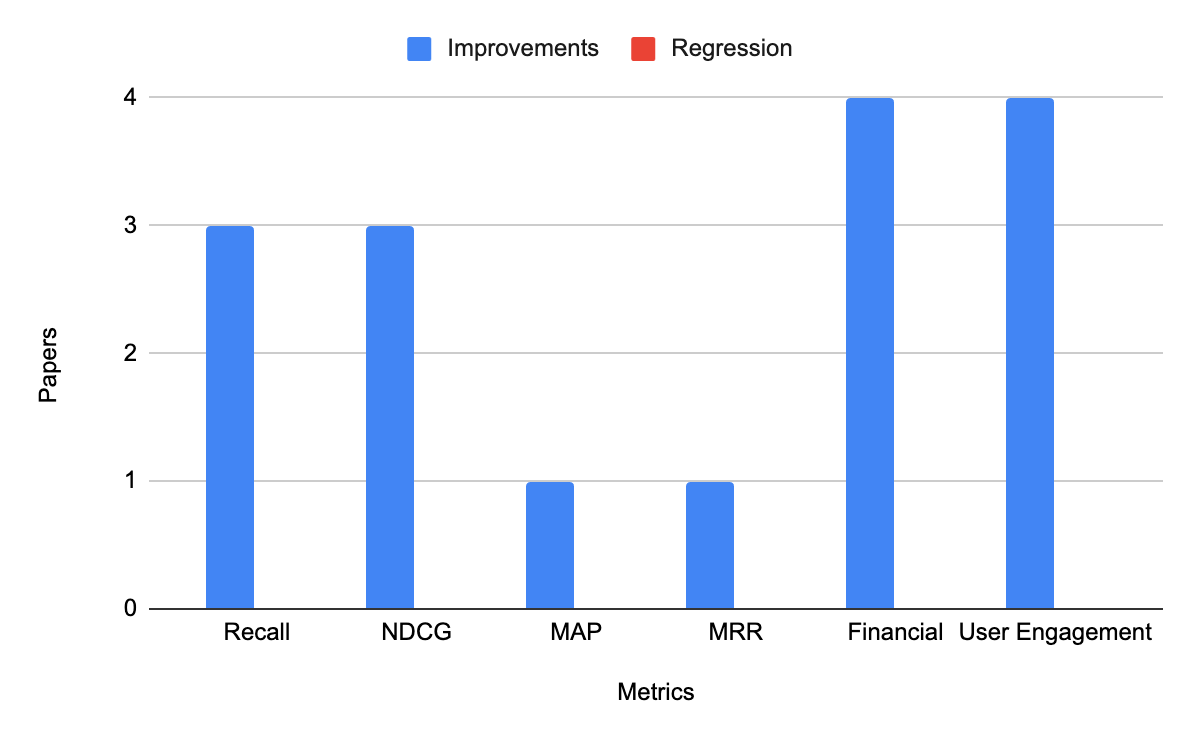 Improvements Regression
4
3
2
1
0
Papers
Recall NDCG MAP MRR Financial User Engagement
Metrics